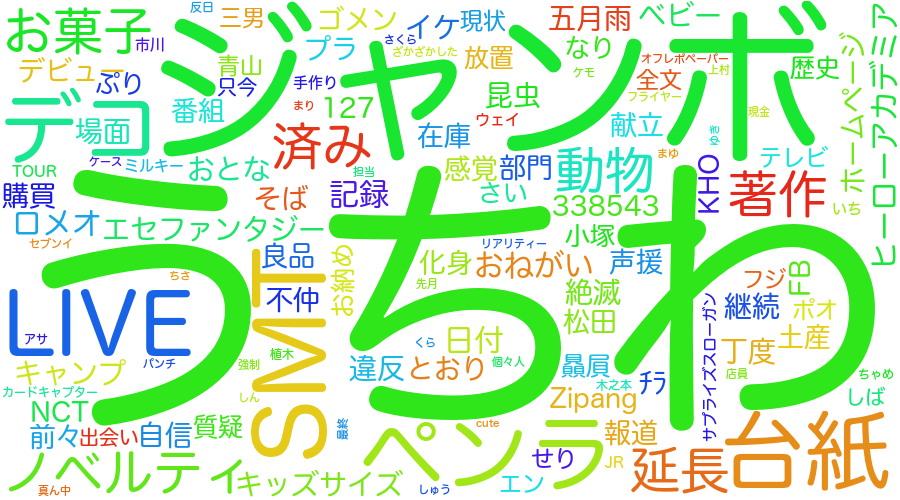 反日
三男
ゴメン
イケ
現状
五月雨
ベビー
お菓子
市川
ジャンボ
プラ
さくら
ざかざかした
放置
なり
オフレポペーパー
上村
歴史
ホームページ
ヒーローアカデミア
デビュー
ぷり
青山
只今
手作り
ケモ
全文
フライヤー
現金
昆虫
デコ
番組
まり
127
ウェイ
献立
ゆき
場面
済み
在庫
テレビ
TOUR
ケース
ミルキー
おとな
担当
感覚
部門
動物
まゆ
購買
そば
記録
さい
338543
KHO
著作
いち
うちわ
ロメオ
エセファンタジー
小塚
セブンイ
リアリティー
良品
お納め
化身
おねがい
声援
ちさ
先月
フジ
FB
LIVE
SMT
不仲
絶滅
継続
ポオ
松田
アサ
くら
日付
丁度
土産
サプライズスローガン
パンチ
植木
強制
違反
とおり
個々人
贔屓
キャンプ
ﾁﾗ
店員
ちゃめ
カードキャプター
しん
木之本
しば
NCT
Zipang
質疑
台紙
前々
出会い
自信
最終
ペンラ
cute
報道
ノベルティ
せり
JR
延長
キッズサイズ
エン
真ん中
しゅう